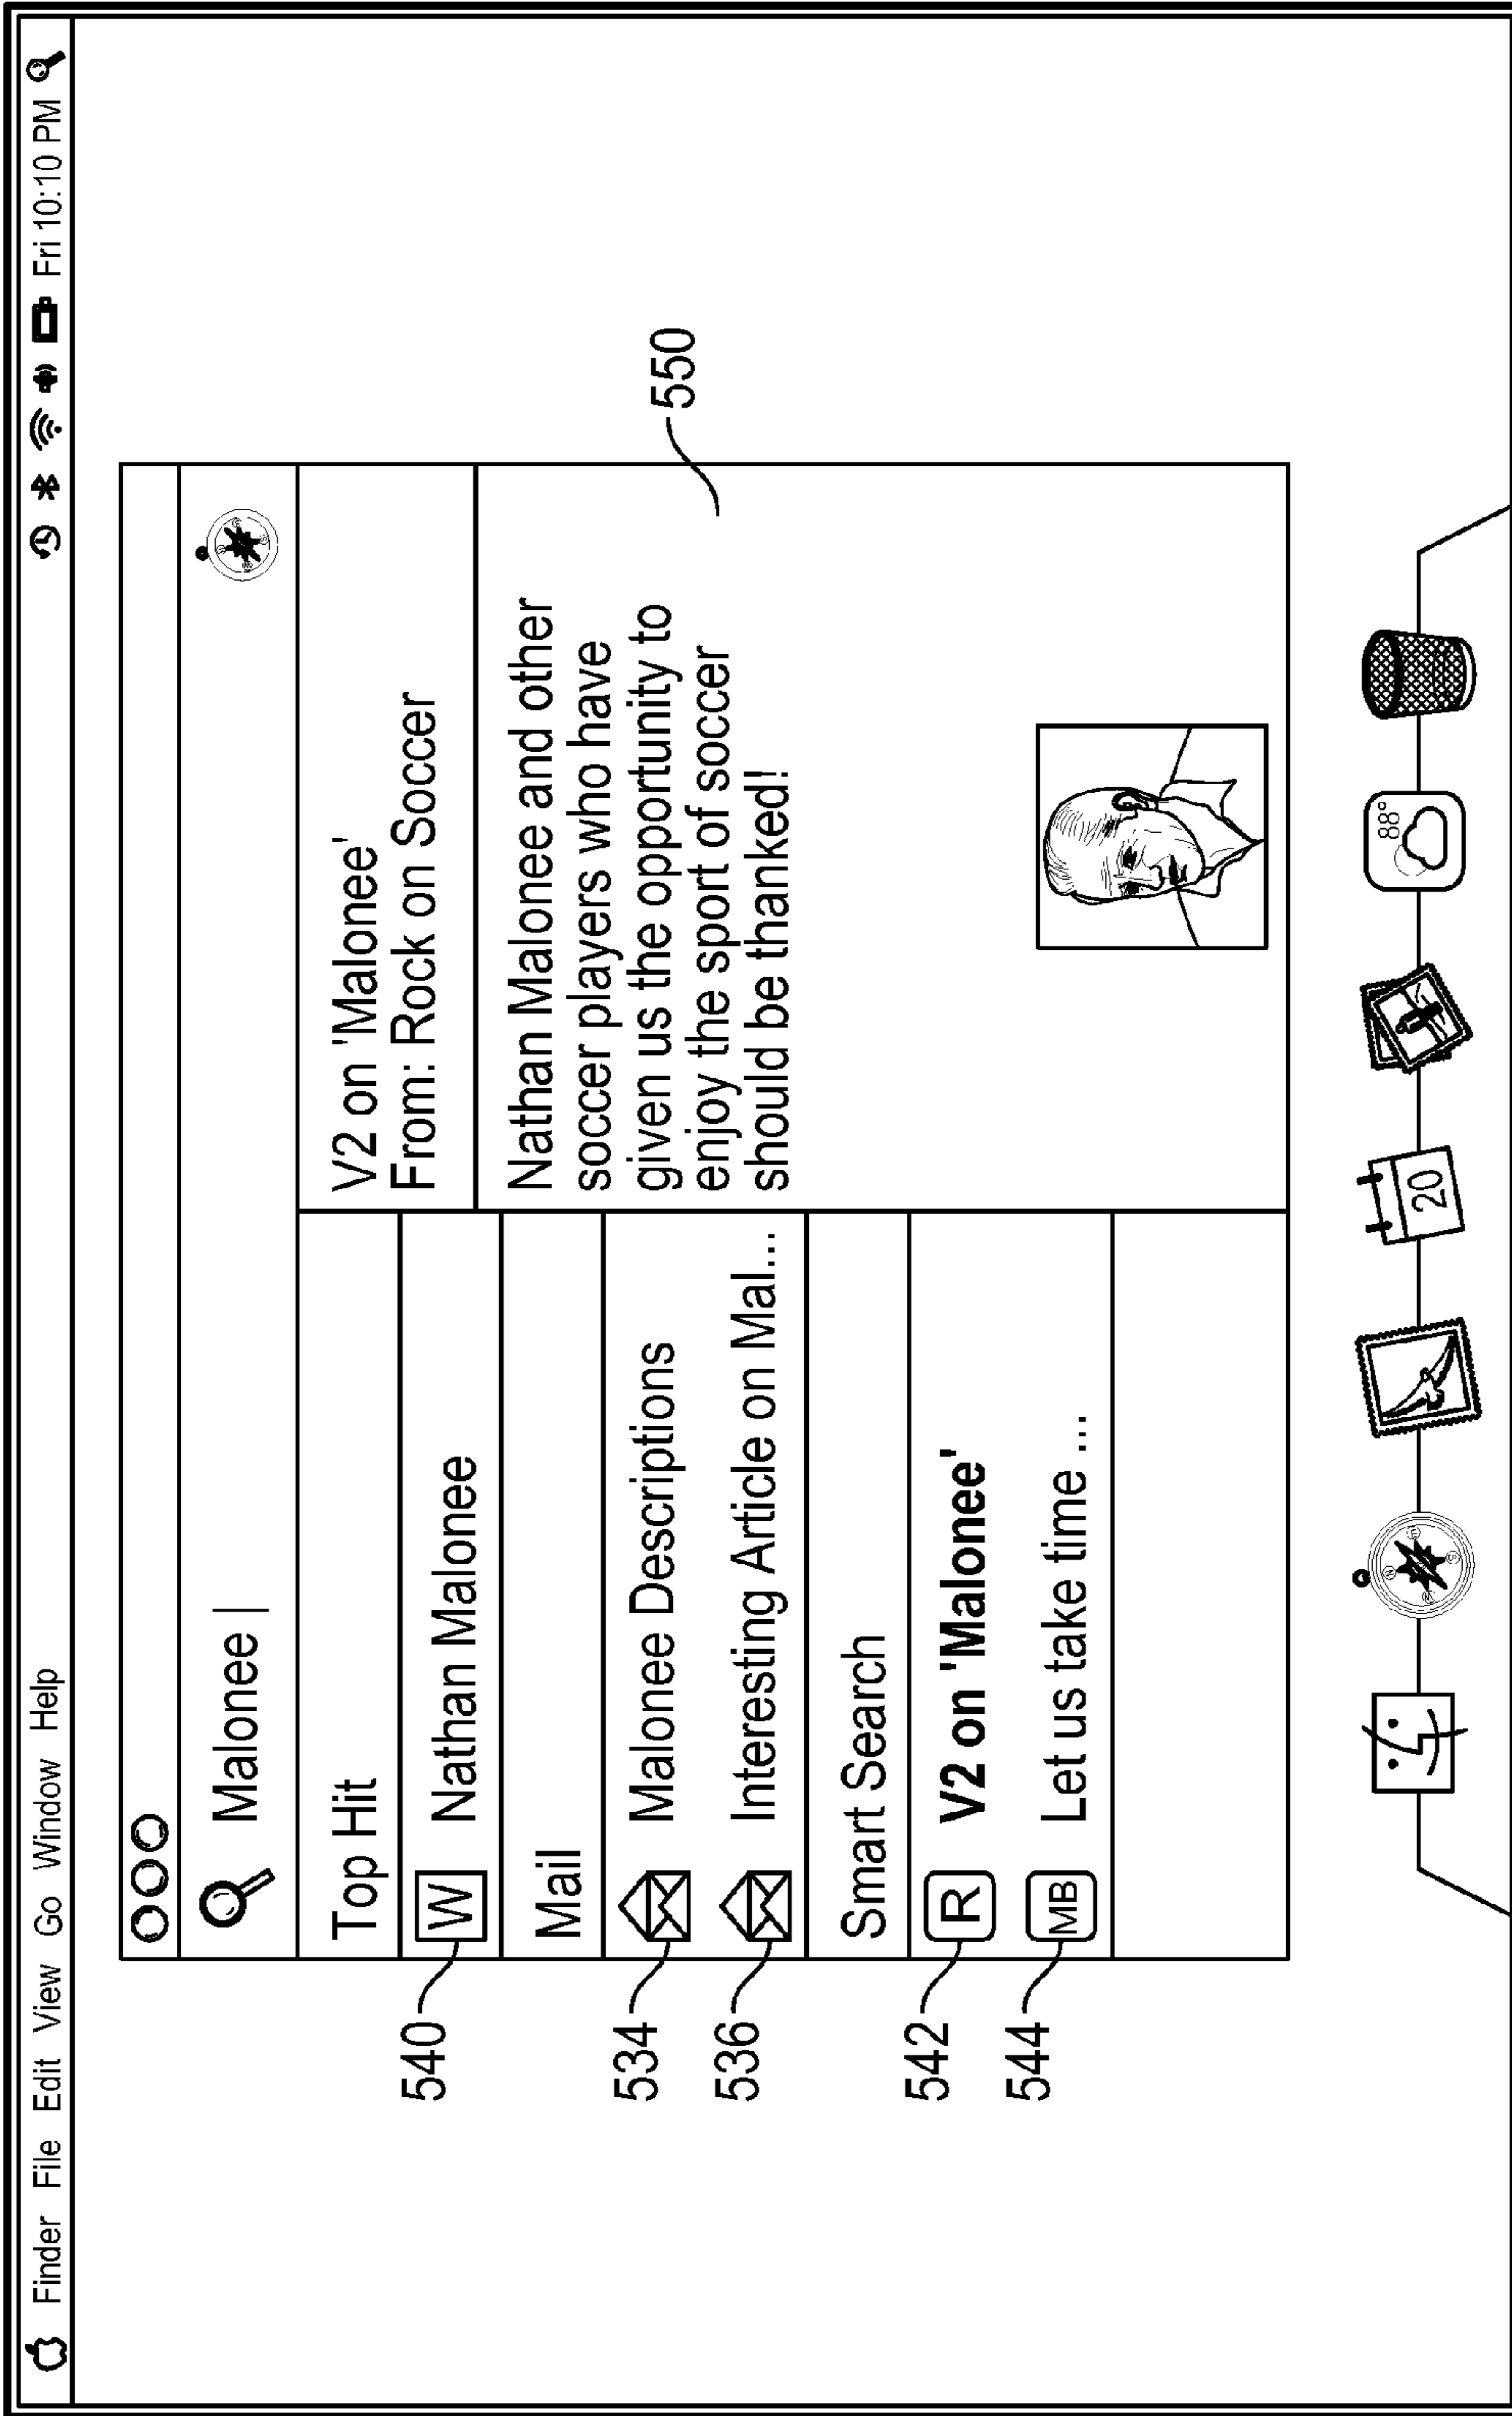 Finder File Edit View Go Window Help Fri 10:10 PM
Malonee
Top Hit
540 W Nathan Malonee
Mail
534 Malonee Descriptions
536 Interesting Article on Mal...
Smart Search
542 R V2 on 'Malonee'
544 MB Let us take time ...
V2 on 'Malonee'
From: Rock on Soccer
Nathan Malonee and other
soccer players who have
given us the opportunity to
enjoy the sport of soccer
should be thanked!
550
20
88°